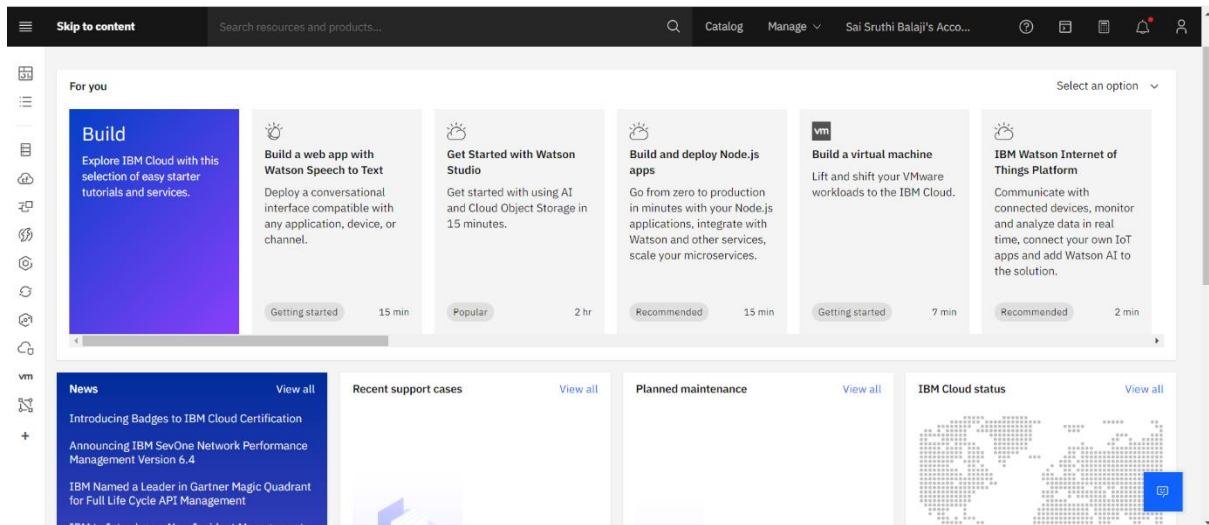 Skip to content
Search resources and products...
Catalog
Manage
Sai Sruthi Balaji's Acco...
For you
Select an option
Build
Explore IBM Cloud with this
selection of easy starter
tutorials and services.
Build a web app with
Watson Speech to Text
Deploy a conversational
interface compatible with
any application, device, or
channel.
Getting started
15 min
Get Started with Watson
Studio
Get started with using AI
and Cloud Object Storage in
15 minutes.
Popular
2 hr
Build and deploy Node.js
apps
Go from zero to production
in minutes with your Node.js
applications, integrate with
Watson and other services,
scale your microservices.
Recommended
15 min
vm
Build a virtual machine
Lift and shift your VMware
workloads to the IBM Cloud.
Getting started
7 min
IBM Watson Internet of
Things Platform
Communicate with
connected devices, monitor
and analyze data in real
time, connect your own IoT
apps and add Watson AI to
the solution.
Recommended
2 min
vm
News
View all
Introducing Badges to IBM Cloud Certification
Announcing IBM SevOne Network Performance
Management Version 6.4
IBM Named a Leader in Gartner Magic Quadrant
for Full Life Cycle API Management
Recent support cases
View all
Planned maintenance
View all
IBM Cloud status
View all